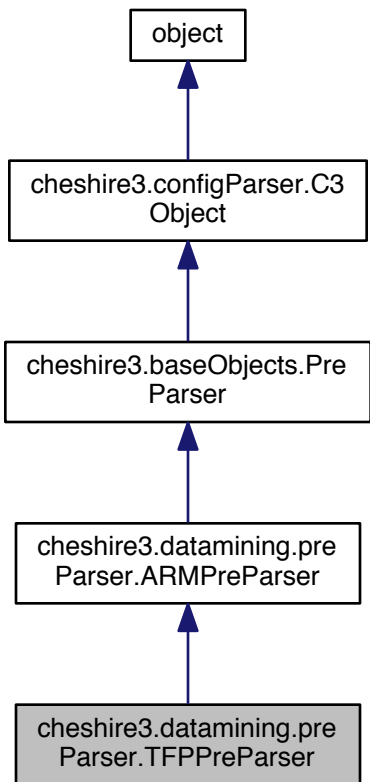 object
cheshire3.configParser.C3
Object
cheshire3.baseObjects.Pre
Parser
cheshire3.datamining.pre
Parser.ARMPreParser
cheshire3.datamining.pre
Parser.TFPPreParser